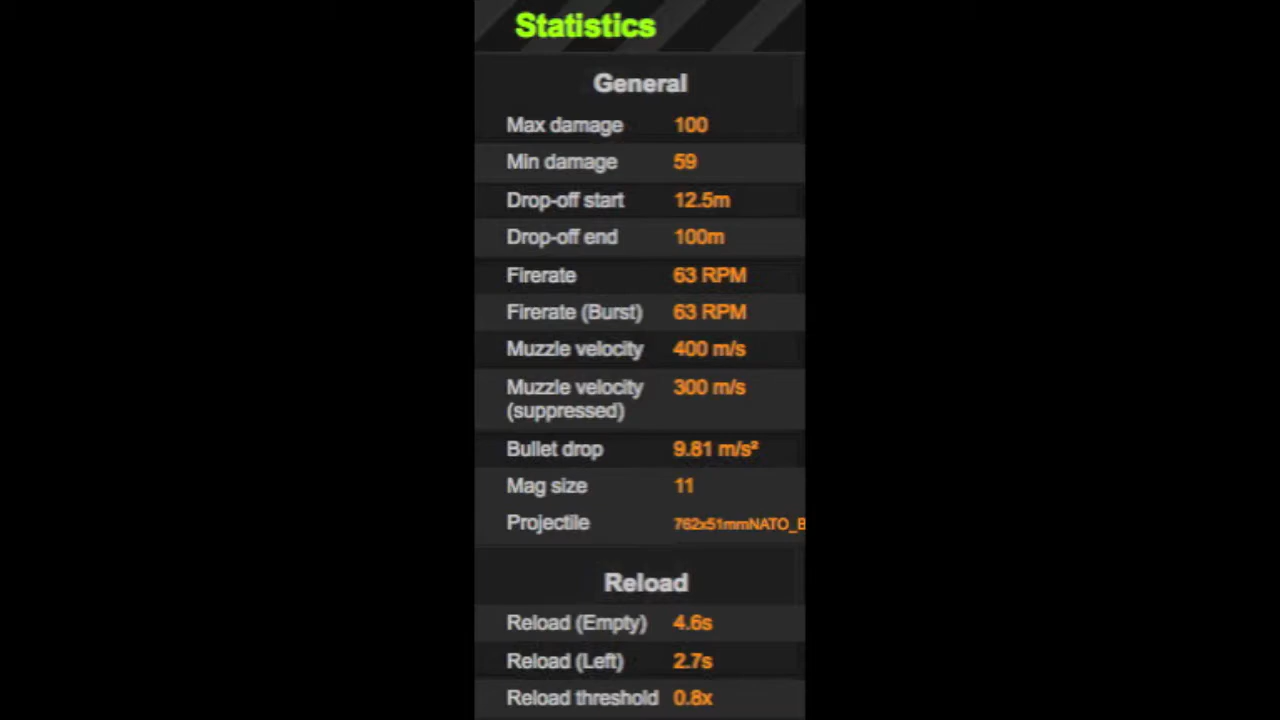 Statistics
General
Max damage 100
Min damage 59
Drop-off start 12.5m
Drop-off end 100m
Firerate 63 RPM
Firerate (Burst) 63 RPM
Muzzle velocity 400 m/s
Muzzle velocity 300 m/s
(suppressed)
Bullet drop 9.81 m/s²
Mag size 11
Projectile 762x51mmNATO_B
Reload
Reload (Empty) 4.6s
Reload (Left) 2.7s
Reload threshold 0.8x